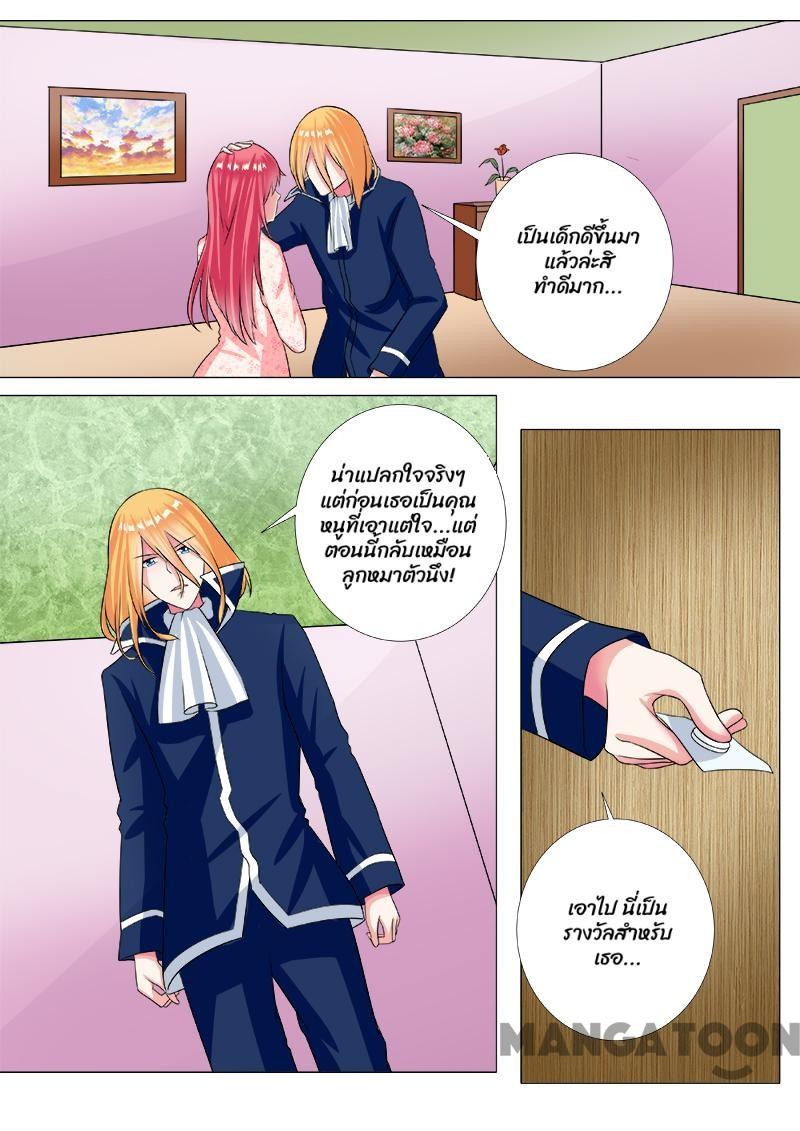 เป็นเด็กดีขึ้นมา
แล้วล่ะสิ
ทำดีมาก...
น่าแปลกใจจริงๆ
แต่ก่อนเธอเป็นคุณ
หนูที่เอาแต่ใจ...แต่
ตอนนี้กลับเหมือน
ลูกหมาตัวนึง!
เอาไป นี่เป็น
รางวัลสำหรับ
เธอ...
MANGATOON